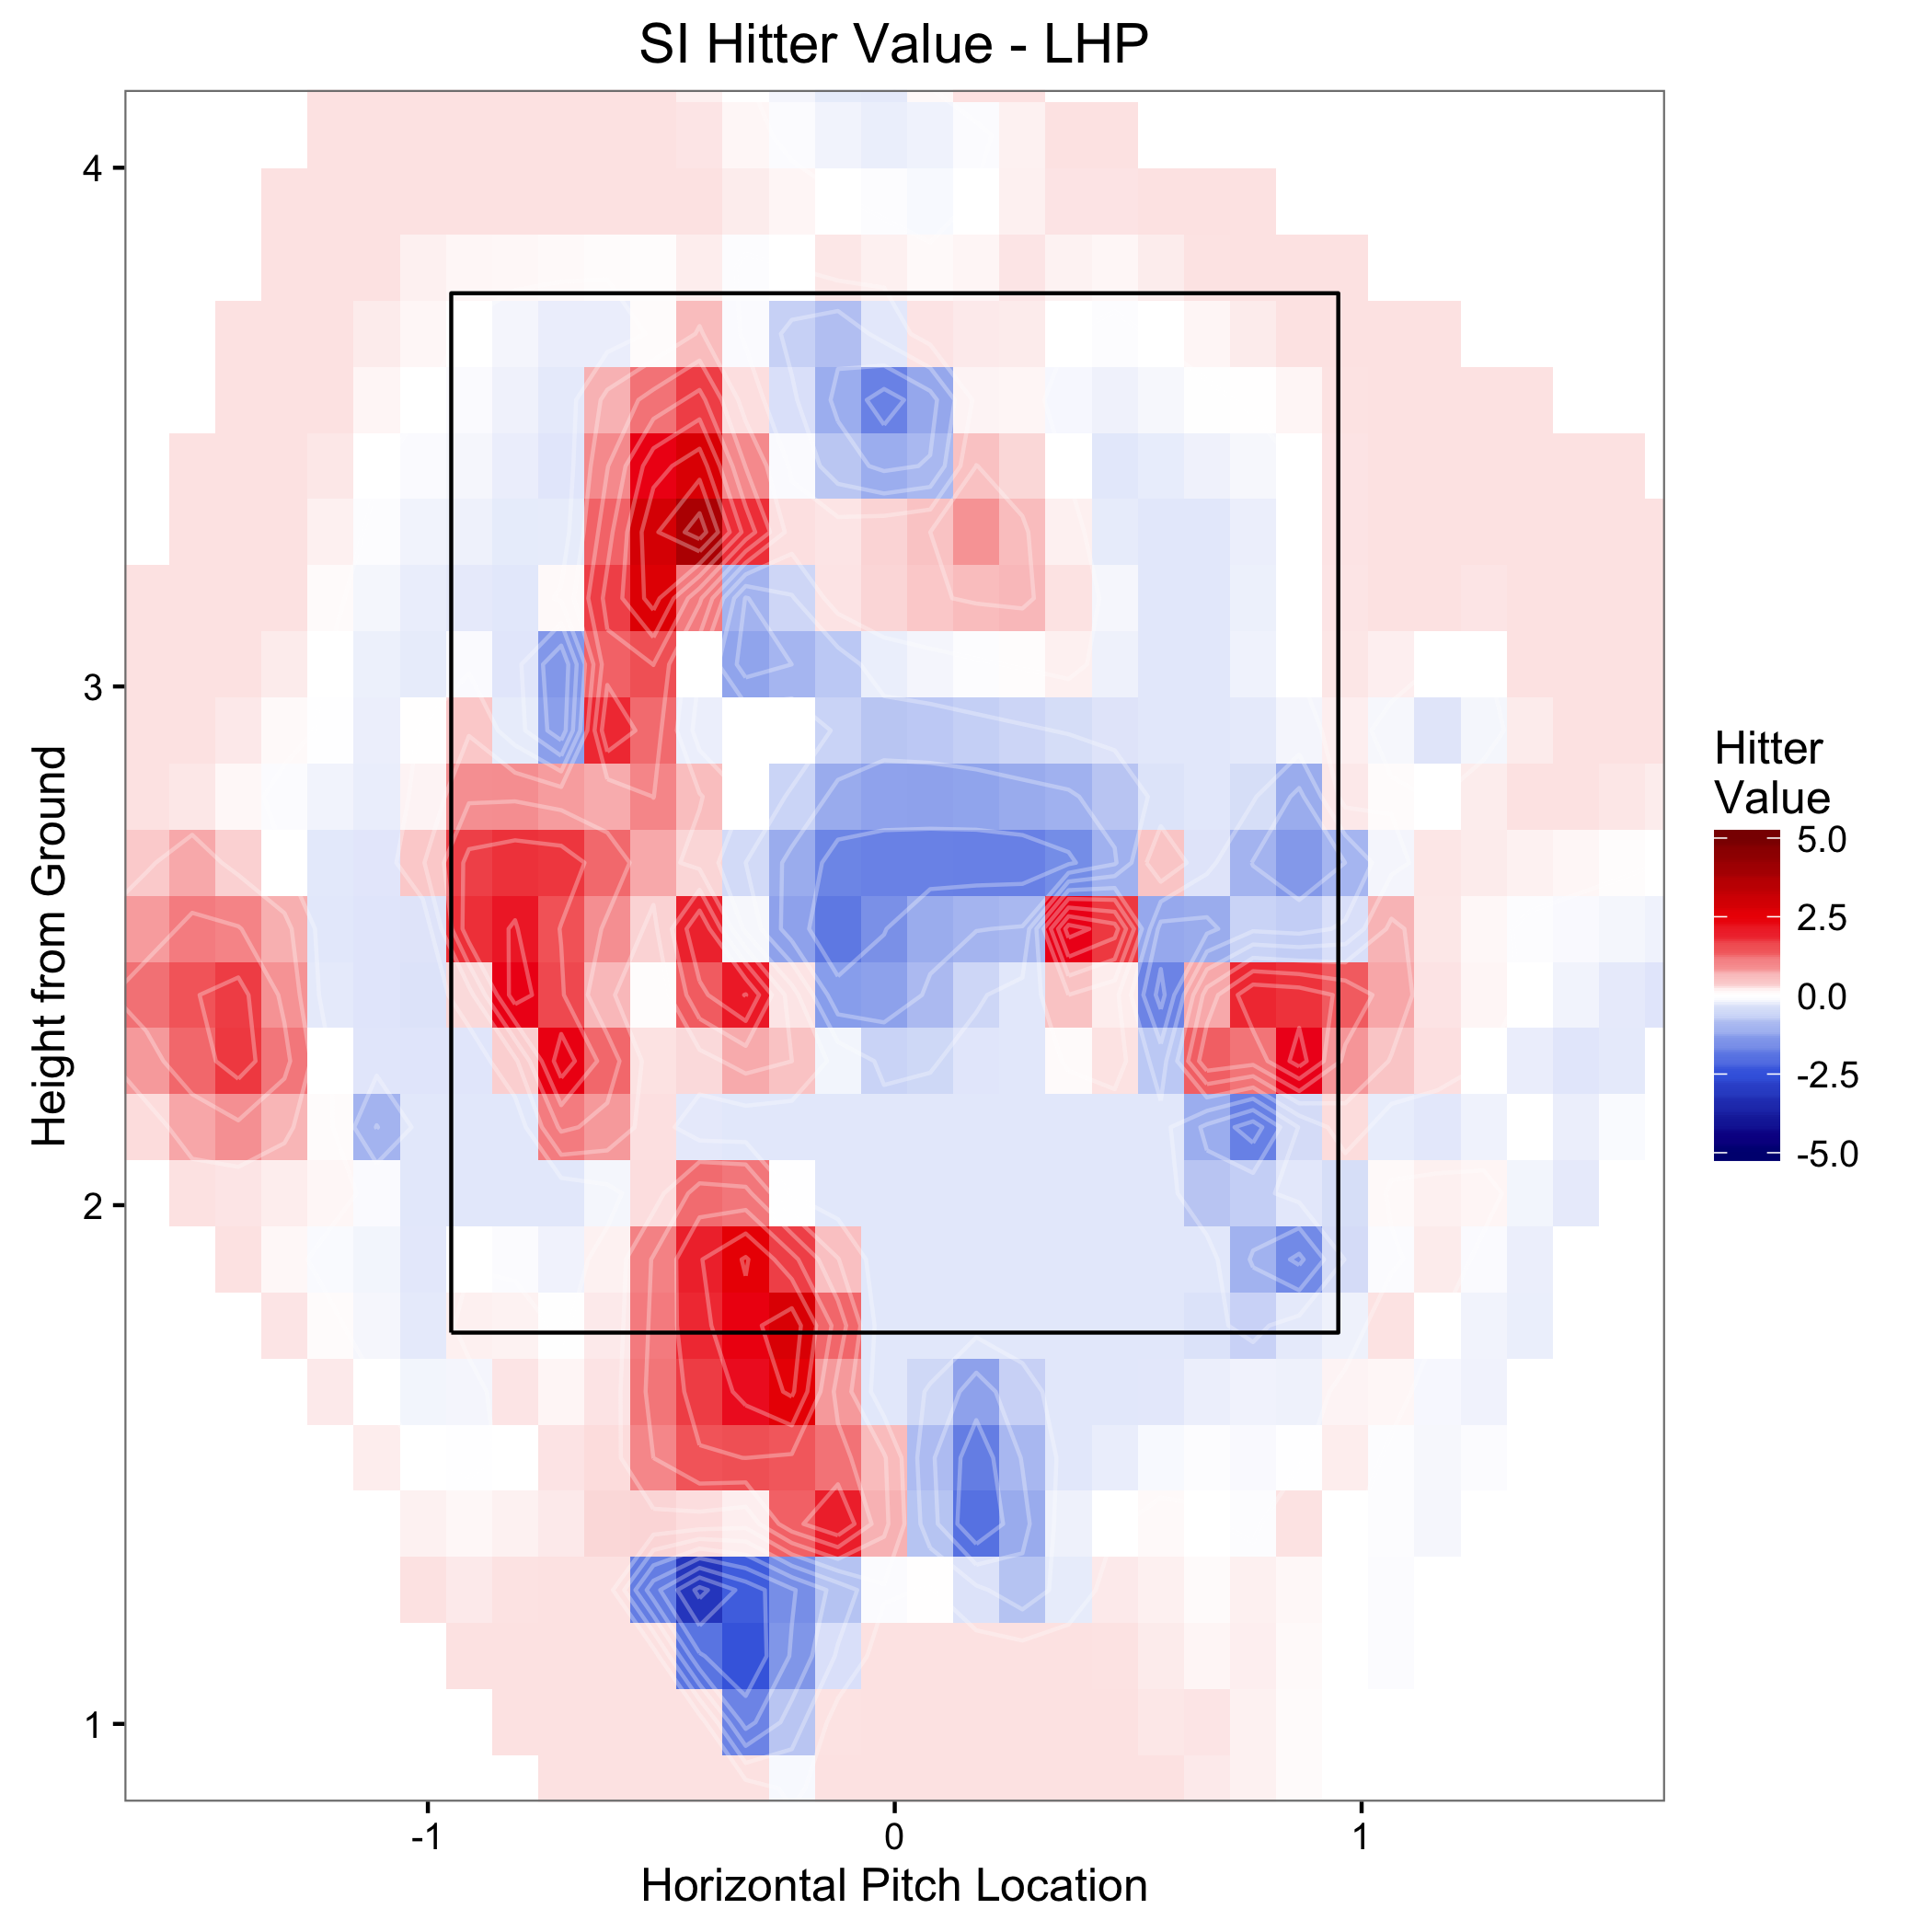 SI Hitter Value - LHP
Height from Ground
4
3
2
1
-1
0
1
Horizontal Pitch Location
Hitter
Value
5.0
2.5
0.0
-2.5
-5.0